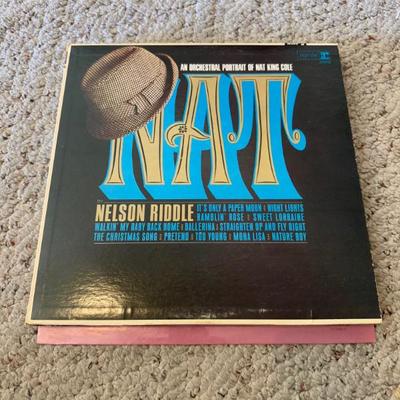 AN ORCHESTRAL PORTRAIT OF NAT KING COLE
NAT
NELSON RIDDLE
IT'S ONLY A PAPER MOON NIGHT LIGHTS
RAMBLIN' ROSE SWEET LORRAINE
WALKIN' MY BABY BACK HOME BALLERINA STRAIGHTEN UP AND FLY RIGHT
THE CHRISTMAS SONG PRETEND TOO YOUNG MONA LISA NATURE BOY